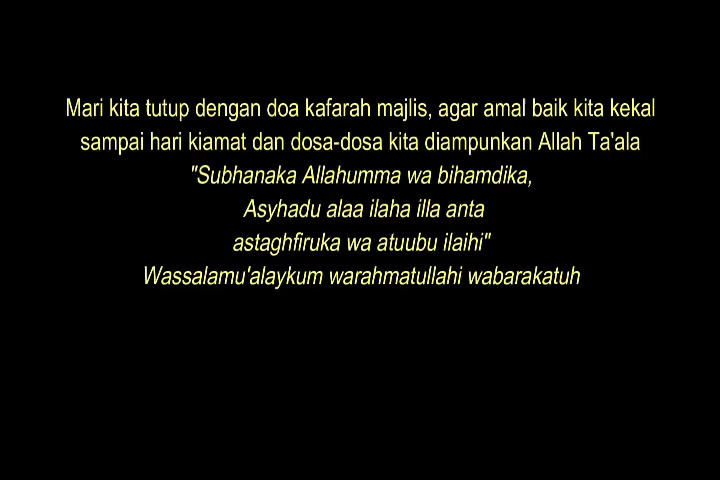 Mari kita tutup dengan doa kafarah majlis, agar amal baik kita kekal
sampai hari kiamat dan dosa-dosa kita diampunkan Allah Ta'ala
"Subhanaka Allahumma wa bihamdika,
Asyhadu alaa ilaha illa anta
astaghfiruka wa atuubu ilaihi"
Wassalamu'alaykum warahmatullahi wabarakatuh